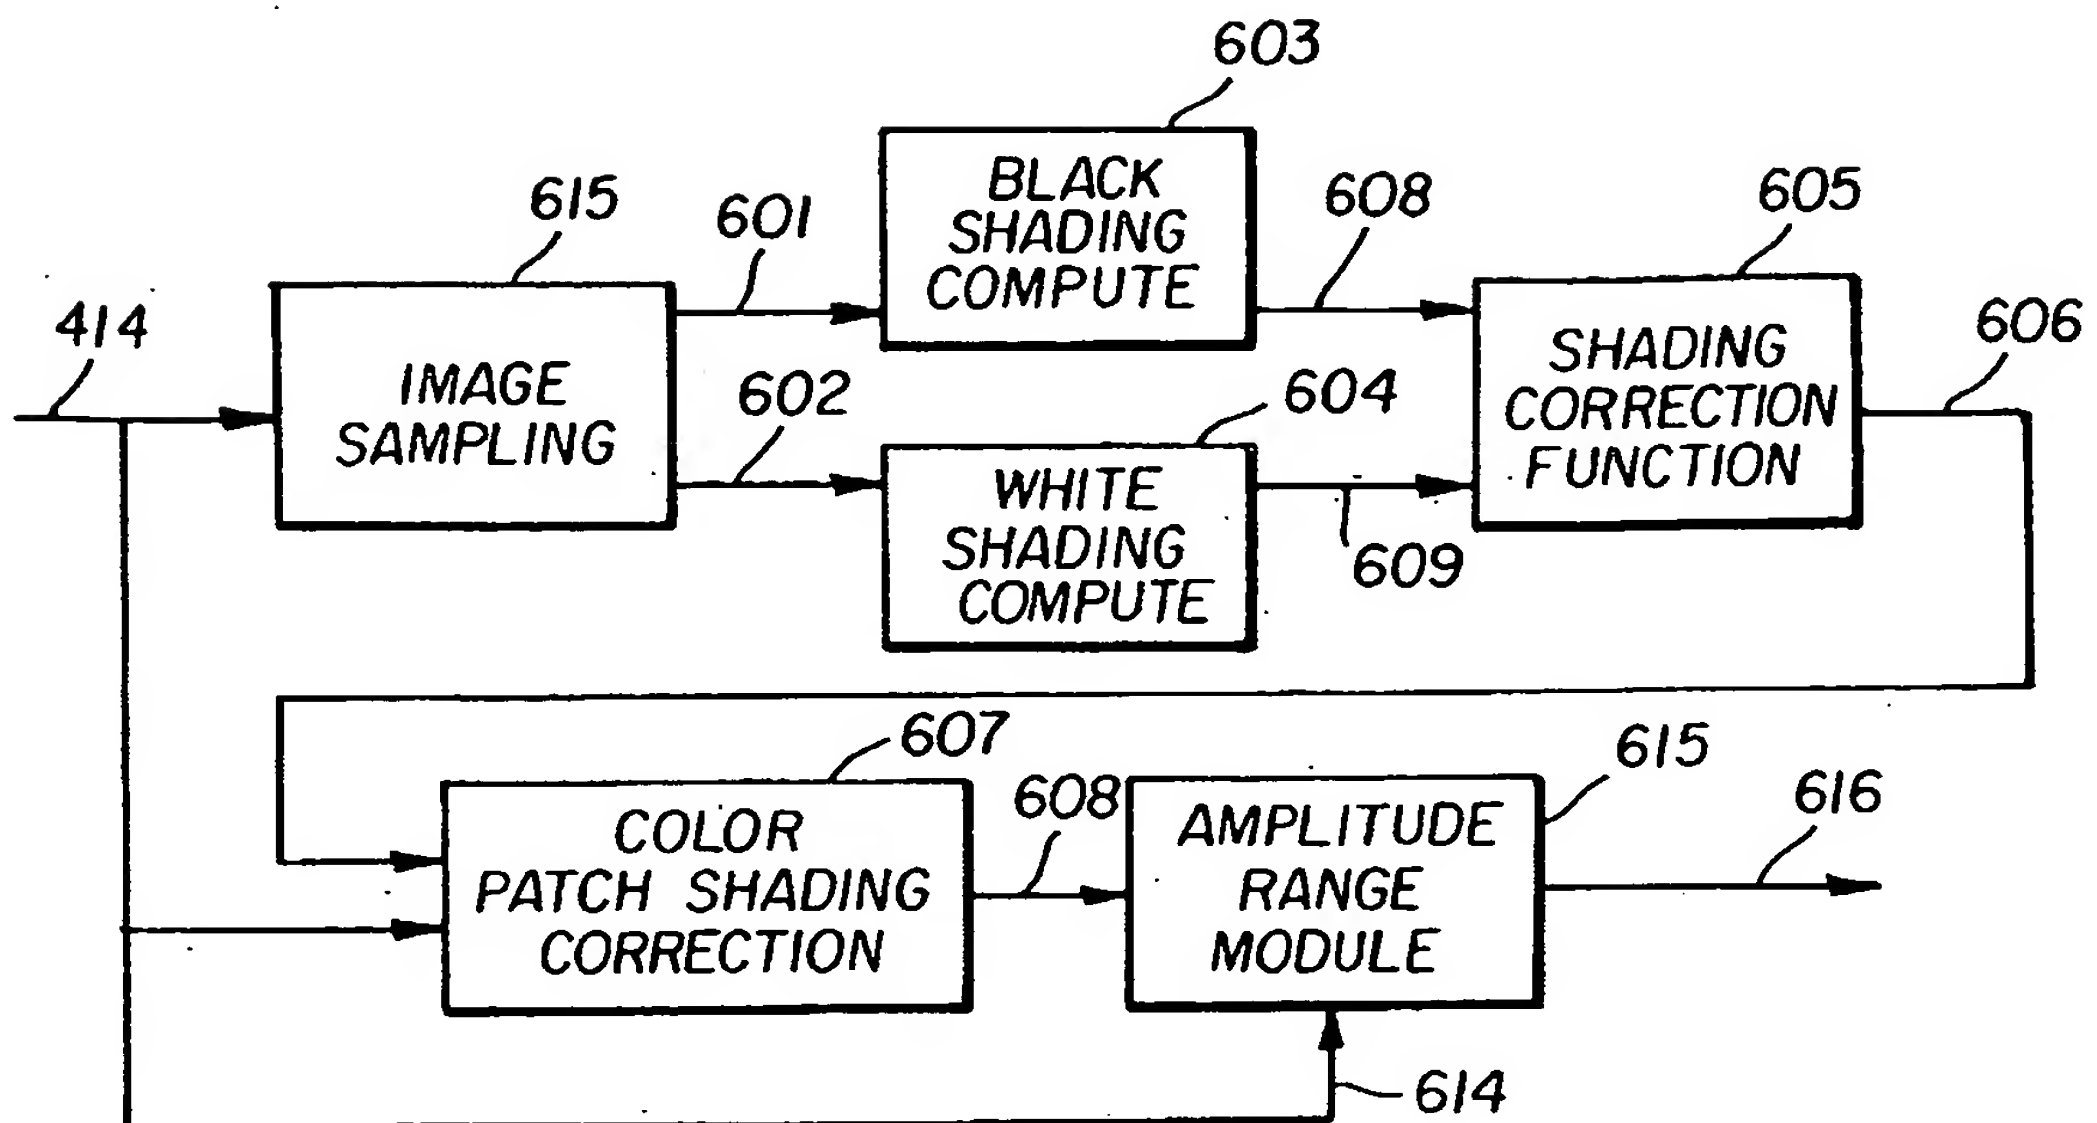 603
615
601
BLACK
SHADING
COMPUTE
608
605
414
IMAGE
SAMPLING
602
604
WHITE
SHADING
COMPUTE
609
SHADING
CORRECTION
FUNCTION
606
607
COLOR
PATCH SHADING
CORRECTION
608
AMPLITUDE
RANGE
MODULE
615
616
614